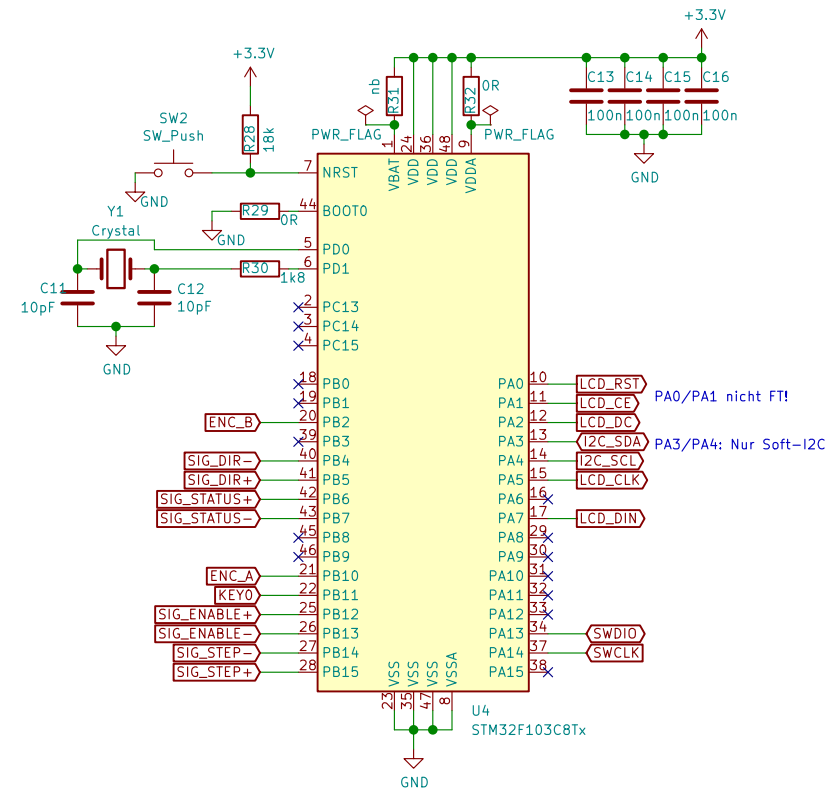 +3.3V
+3.3V
nb
R31
R32
0R
C13
C14
C15
C16
100n
100n
100n
100n
GND
SW2
SW_Push
R28
18k
PWR_FLAG
PWR_FLAG
1
24
36
48
9
VBAT
VDD
VDD
VDD
VDDA
7
NRST
GND
44
BOOT0
R29
0R
GND
Y1
Crystal
5
PD0
6
PD1
R30
1k8
C11
10pF
C12
10pF
GND
2
PC13
3
PC14
4
PC15
18
PB0
19
PB1
ENC_B
20
PB2
39
PB3
SIG_DIR-
40
PB4
SIG_DIR+
41
PB5
SIG_STATUS+
42
PB6
SIG_STATUS-
43
PB7
45
PB8
46
PB9
ENC_A
21
PB10
KEY0
22
PB11
SIG_ENABLE+
25
PB12
SIG_ENABLE-
26
PB13
SIG_STEP-
27
PB14
SIG_STEP+
28
PB15
PA0
10
LCD_RST
PA1
11
LCD_CE
PA0/PA1 nicht FT!
PA2
12
LCD_DC
PA3
13
I2C_SDA
PA3/PA4: Nur Soft-I2C
PA4
14
I2C_SCL
PA5
15
LCD_CLK
PA6
16
PA7
17
LCD_DIN
PA8
29
PA9
30
PA10
31
PA11
32
PA12
33
PA13
34
SWDIO
PA14
37
SWCLK
PA15
38
VSS
VSS
VSS
VSSA
23
35
47
8
U4
STM32F103C8Tx
GND